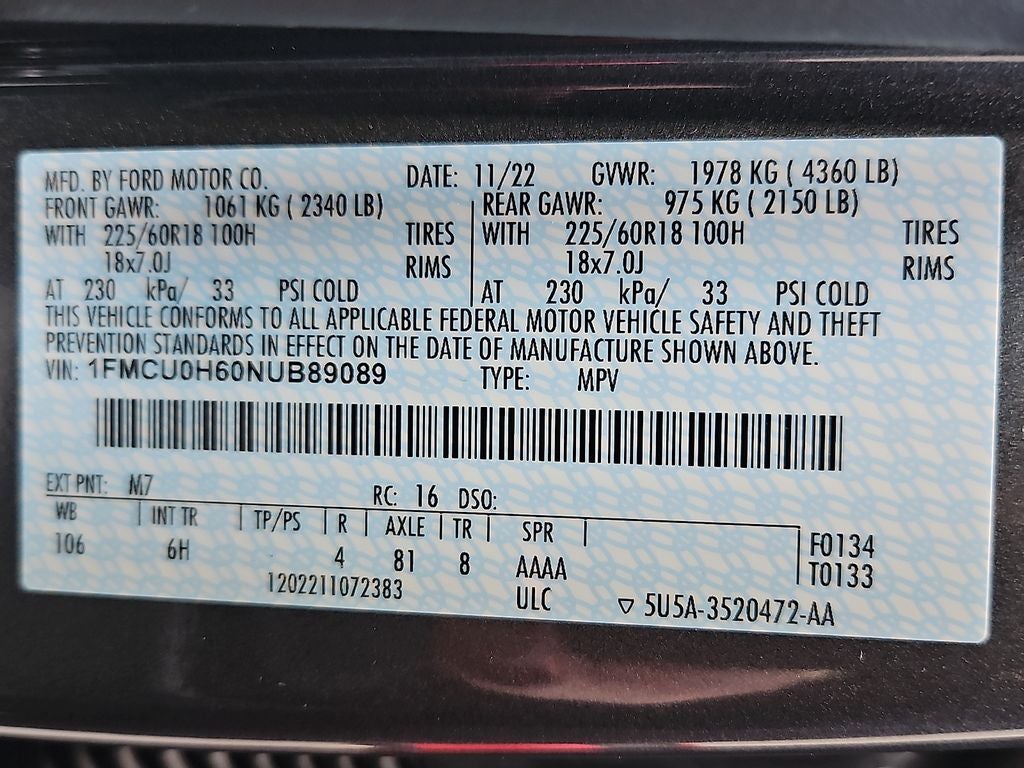 MFD. BY FORD MOTOR CO. DATE: 11/22 GVWR: 1978 KG ( 4360 LB)
FRONT GAWR: 1061 KG ( 2340 LB) REAR GAWR: 975 KG ( 2150 LB)
WITH 225/60R18 100H TIRES WITH 225/60R18 100H TIRES
18x7.0J RIMS 18x7.0J RIMS
AT 230 kPa/ 33 PSI COLD AT 230 kPa/ 33 PSI COLD
THIS VEHICLE CONFORMS TO ALL APPLICABLE FEDERAL MOTOR VEHICLE SAFETY AND THEFT
PREVENTION STANDARDS IN EFFECT ON THE DATE OF MANUFACTURE SHOWN ABOVE.
VIN: 1FMCU0H60NUB89089 TYPE: MPV
EXT PNT: M7 RC: 16 DSO:
WB INT TR TP/PS R AXLE TR SPR F0134
106 6H 4 81 8 AAAA T0133
1202211072383 ULC ▽ 5U5A-3520472-AA